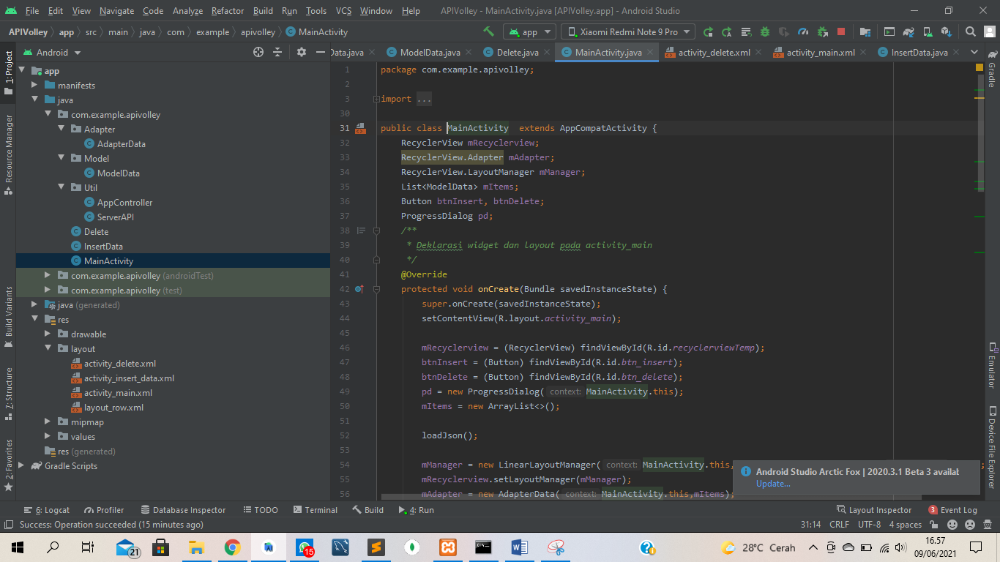 File Edit View Navigate Code Analyze Refactor Build Run Tools VCS Window Help APIVolley - MainActivity.java [APIVolley.app] - Android Studio
APIVolley app src main java com example apivolley MainActivity app Xiaomi Redmi Note 9 Pro
Android
Data.java ModelData.java Delete.java MainActivity.java activity_delete.xml activity_main.xml InsertData.java
1: Project
Resource Manager
Build Variants
7: Structure
2: Favorites
app
manifests
java
com.example.apivolley
Adapter
AdapterData
Model
ModelData
Util
AppController
ServerAPI
Delete
InsertData
MainActivity
com.example.apivolley (androidTest)
com.example.apivolley (test)
java (generated)
res
drawable
layout
activity_delete.xml
activity_insert_data.xml
activity_main.xml
layout_row.xml
mipmap
values
res (generated)
Gradle Scripts
1 package com.example.apivolley;
2
3 import ...
30
31 public class MainActivity extends AppCompatActivity {
32 RecyclerView mRecyclerview;
33 RecyclerView.Adapter mAdapter;
34 RecyclerView.LayoutManager mManager;
35 List<ModelData> mItems;
36 Button btnInsert, btnDelete;
37 ProgressDialog pd;
38 /**
39 * Deklarasi widget dan layout pada activity_main
40 */
41 @Override
42 protected void onCreate(Bundle savedInstanceState) {
43 super.onCreate(savedInstanceState);
44 setContentView(R.layout.activity_main);
45
46 mRecyclerview = (RecyclerView) findViewById(R.id.recyclerviewTemp);
47 btnInsert = (Button) findViewById(R.id.btn_insert);
48 btnDelete = (Button) findViewById(R.id.btn_delete);
49 pd = new ProgressDialog( context: MainActivity.this);
50 mItems = new ArrayList<>();
51
52 loadJson();
53
54 mManager = new LinearLayoutManager( context: MainActivity.this,
55 mRecyclerview.setLayoutManager(mManager);
56 mAdapter = new AdapterData( context: MainActivity.this,mItems);
Gradle
Emulator
Device File Explorer
Android Studio Arctic Fox | 2020.3.1 Beta 3 availal
Update...
6: Logcat Profiler Database Inspector TODO Terminal Build 4: Run Layout Inspector 3 Event Log
Success: Operation succeeded (15 minutes ago) 31:14 CRLF UTF-8 4 spaces
21 15 28°C Cerah 16.57
09/06/2021